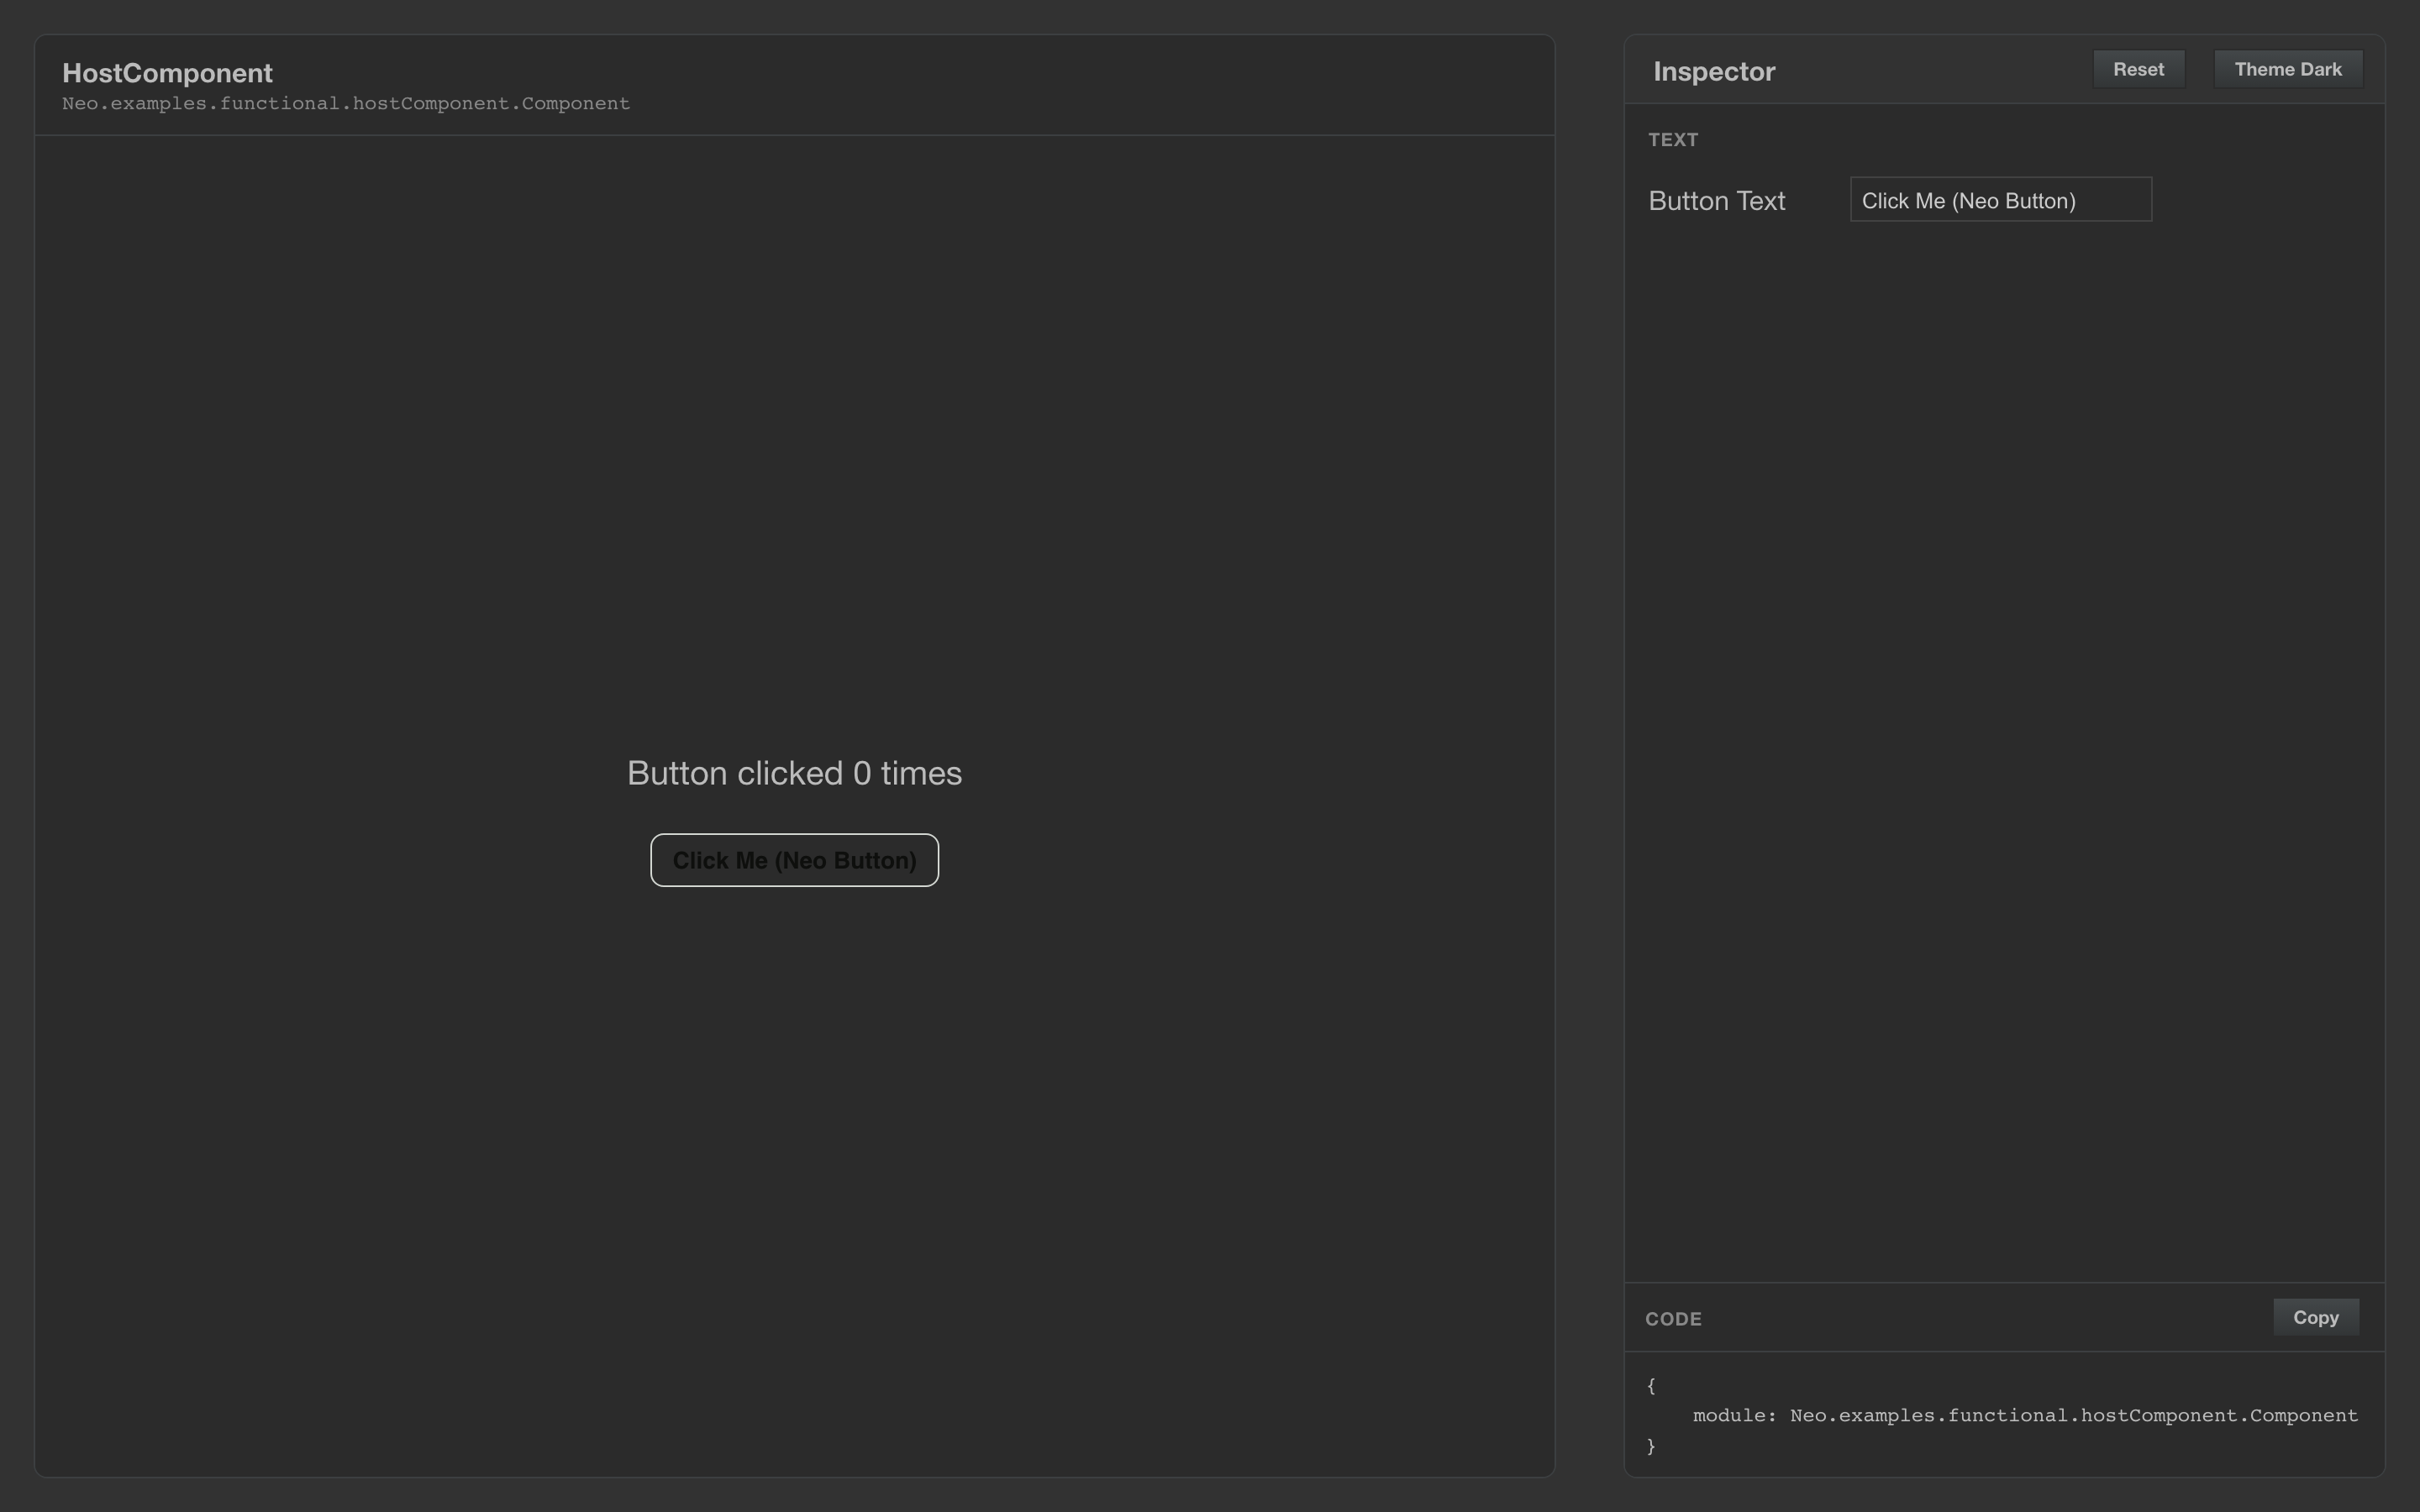 HostComponent
Neo.examples.functional.hostComponent.Component
Button clicked 0 times
Click Me (Neo Button)
Inspector
Reset
Theme Dark
TEXT
Button Text
Click Me (Neo Button)
CODE
Copy
{
    module: Neo.examples.functional.hostComponent.Component
}